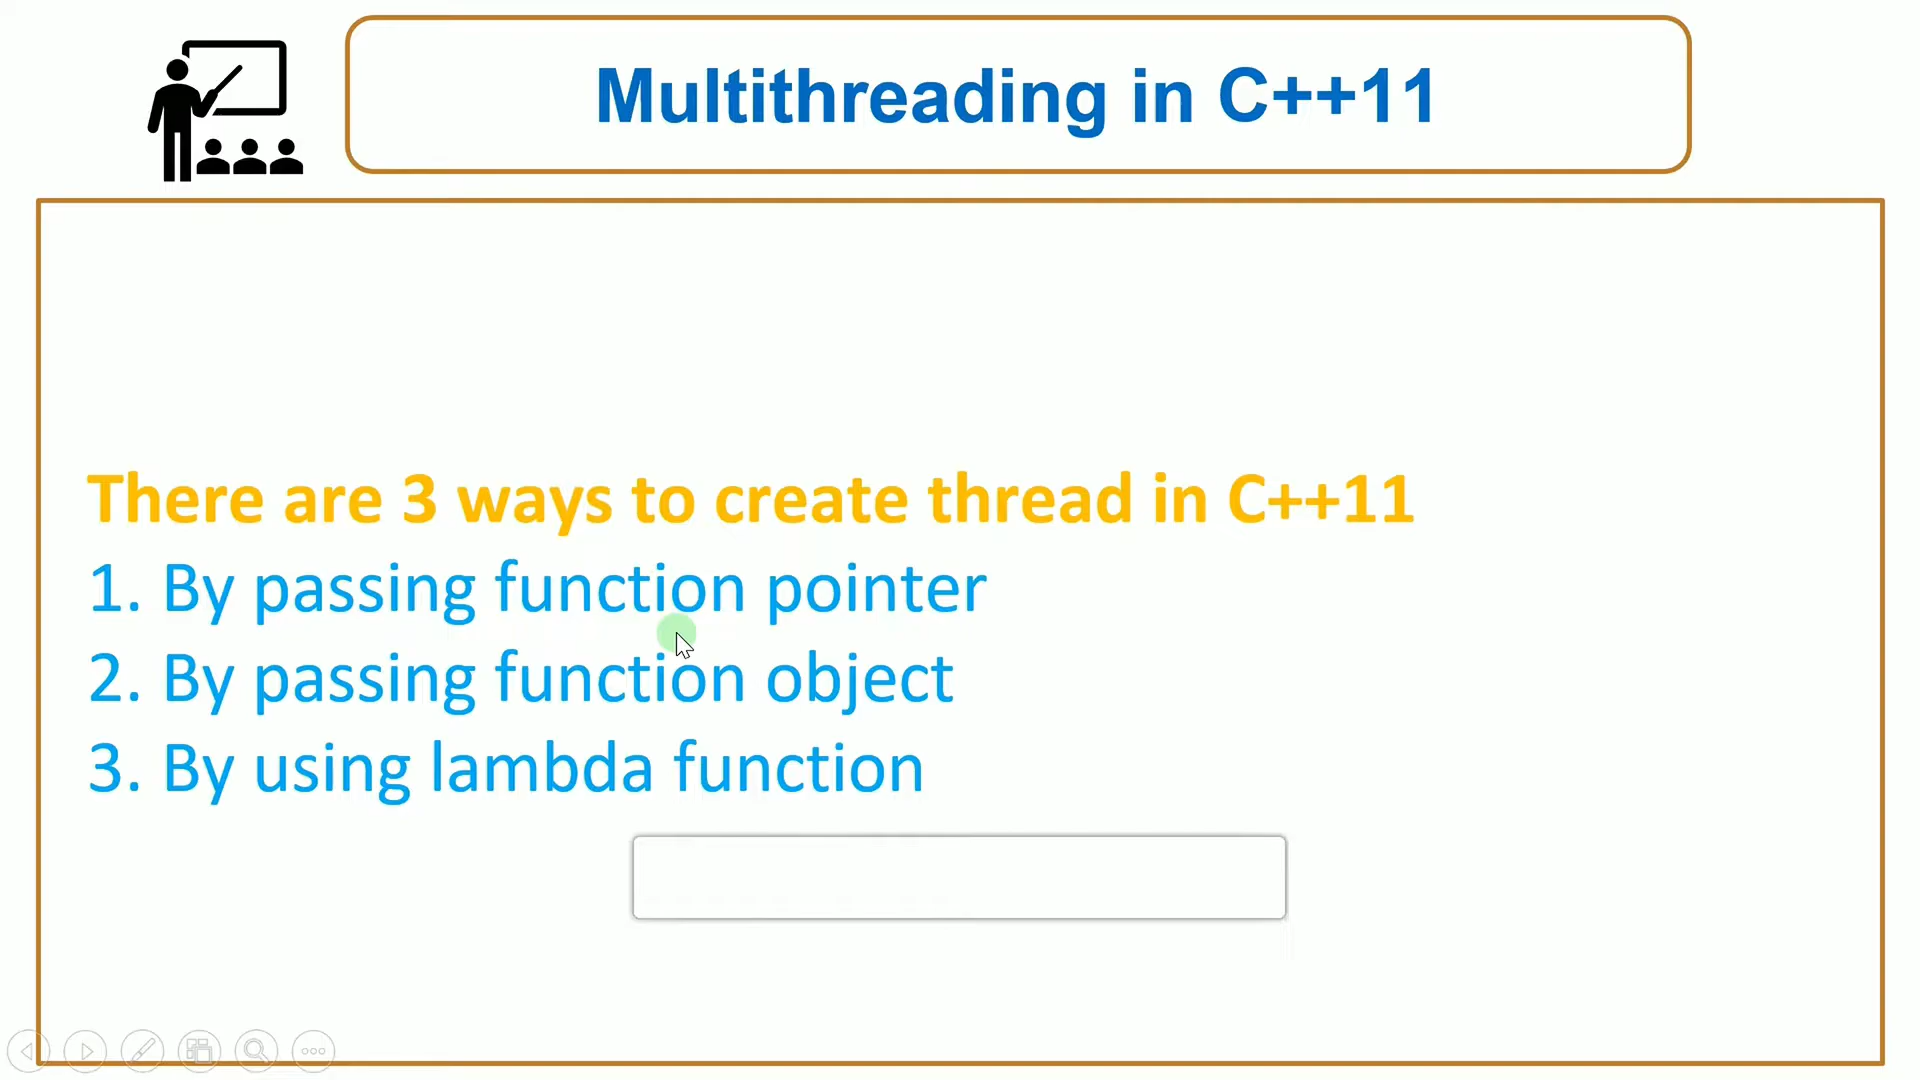 Multithreading in C++11
There are 3 ways to create thread in C++11
1. By passing function pointer
2. By passing function object
3. By using lambda function